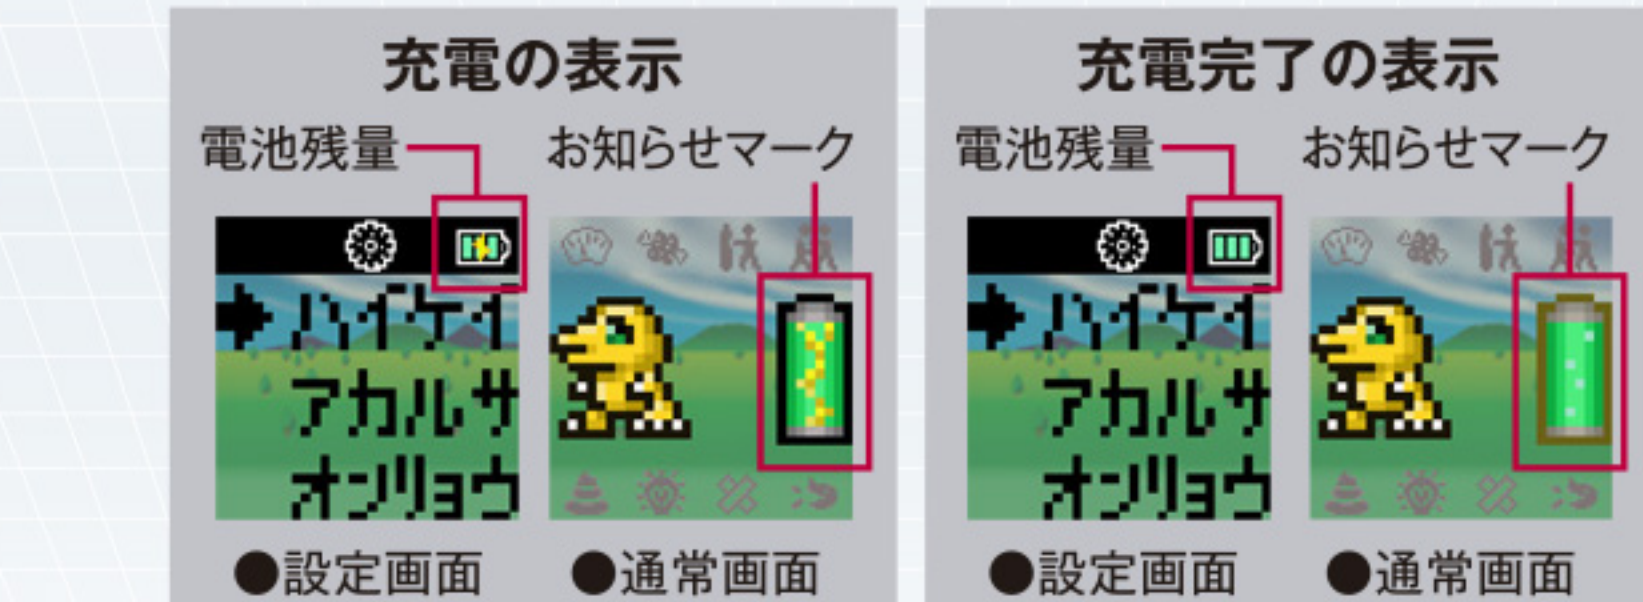 充電の表示
電池残量
お知らせマーク
ハイケイ
アカルサ
オンリョウ
●設定画面
●通常画面
充電完了の表示
電池残量
お知らせマーク
ハイケイ
アカルサ
オンリョウ
●設定画面
●通常画面